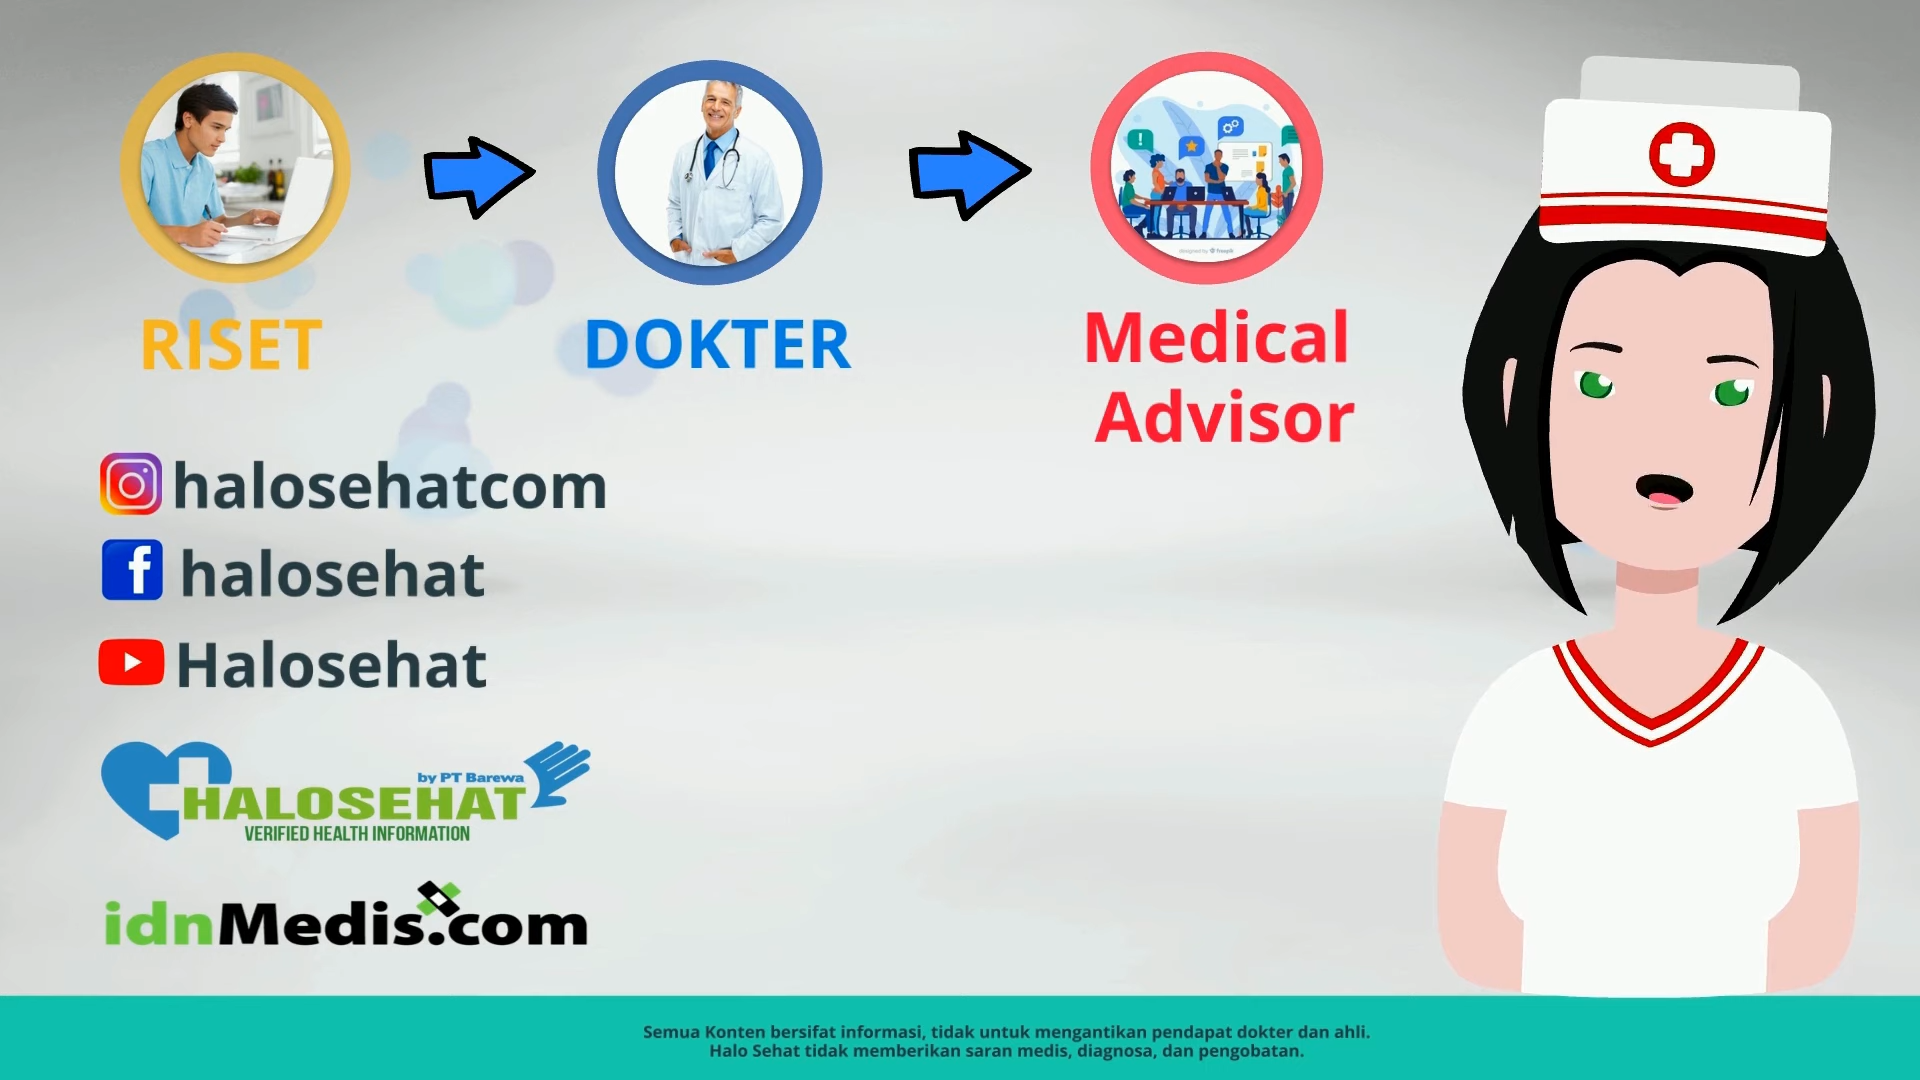 RISET
DOKTER
Medical
Advisor
halosehatcom
halosehat
Halosehat
by PT Barewa
HALOSEHAT
VERIFIED HEALTH INFORMATION
idnMedis.com
Semua Konten bersifat informasi, tidak untuk mengantikan pendapat dokter dan ahli.
Halo Sehat tidak memberikan saran medis, diagnosa, dan pengobatan.